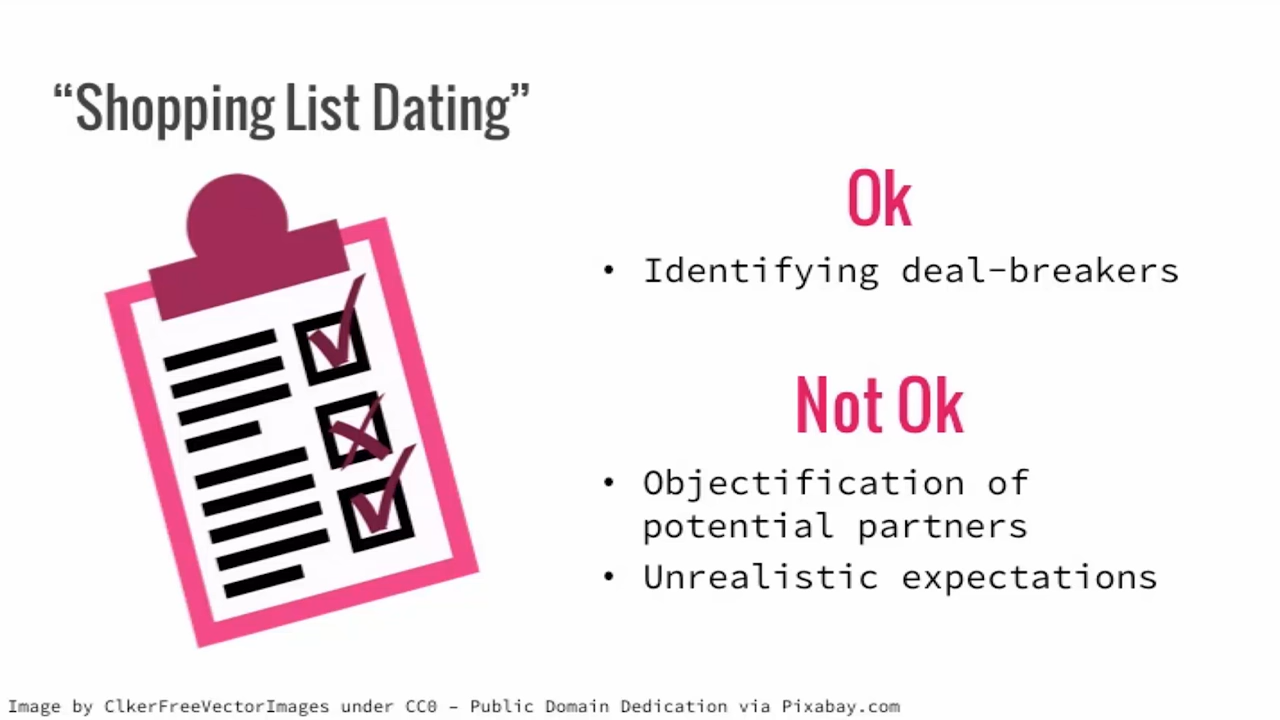 “Shopping List Dating”
Ok
• Identifying deal-breakers
Not Ok
• Objectification of
potential partners
• Unrealistic expectations
Image by ClkerFreeVectorImages under CC0 – Public Domain Dedication via Pixabay.com